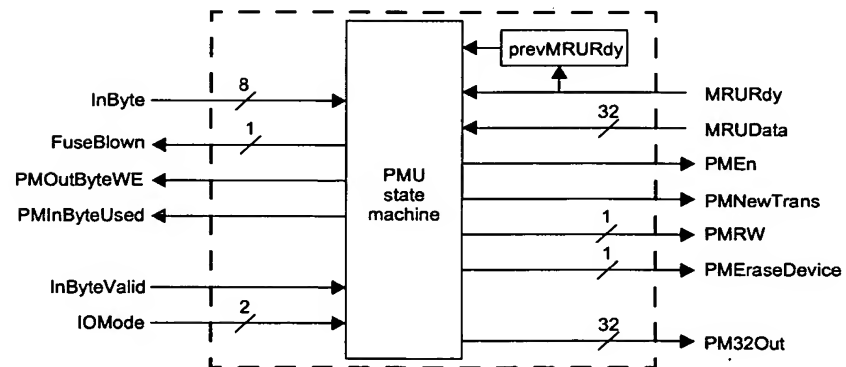 prevMRURdy
InByte
8
MRURdy
FuseBlown
1
32
MRUData
PMOutByteWE
PMU
state
machine
PMEn
PMInByteUsed
PMNewTrans
1
PMRW
1
PMEraseDevice
InByteValid
IOMode
2
32
PM32Out